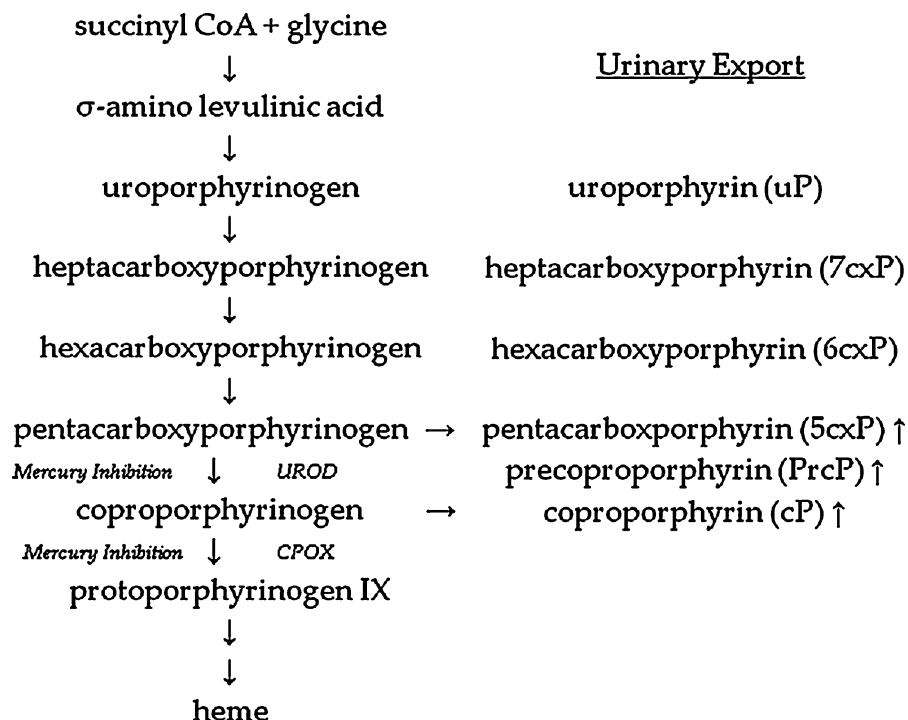 succinyl CoA + glycine
Urinary Export
↓
σ-amino levulinic acid
↓
uroporphyrinogen uroporphyrin (uP)
↓
heptacarboxyporphyrinogen heptacarboxyporphyrin (7cxP)
↓
hexacarboxyporphyrinogen hexacarboxyporphyrin (6cxP)
↓
pentacarboxyporphyrinogen → pentacarboxporphyrin (5cxP) ↑
Mercury Inhibition ↓ UROD precoproporphyrin (PrcP) ↑
coproporphyrinogen → coproporphyrin (cP) ↑
Mercury Inhibition ↓ CPOX
protoporphyrinogen IX
↓
↓
heme